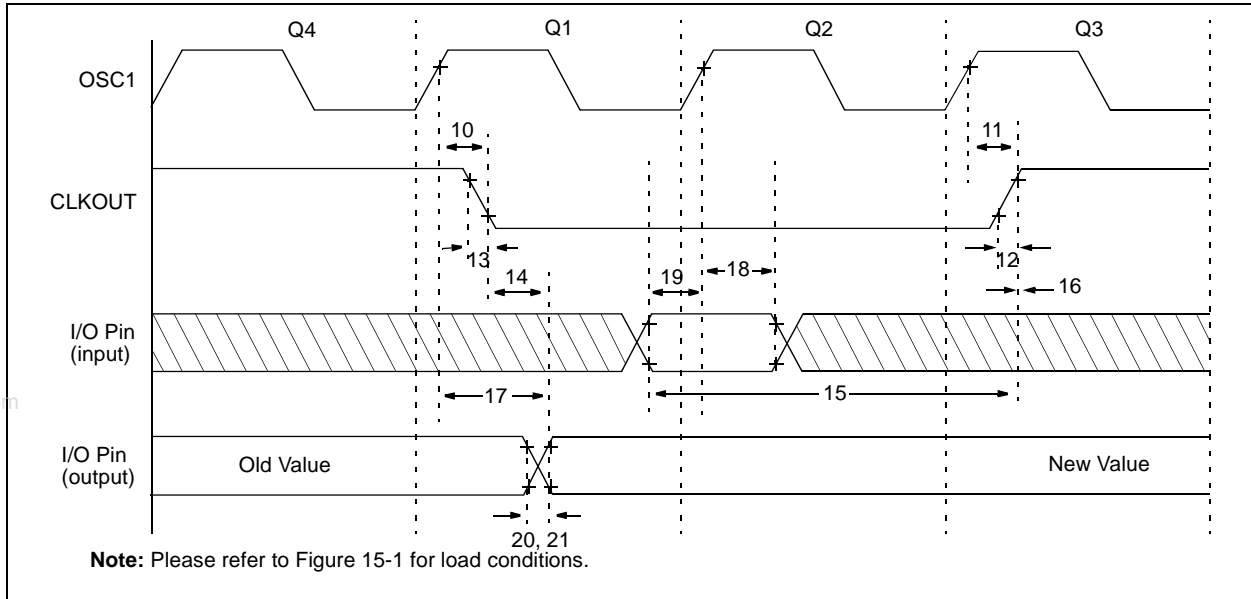 Q4 Q1 Q2 Q3
OSC1
10 11
CLKOUT
13 12
14 19 18 16
I/O Pin
(input)
17 15
m
I/O Pin
(output)
Old Value New Value
20, 21
Note: Please refer to Figure 15-1 for load conditions.